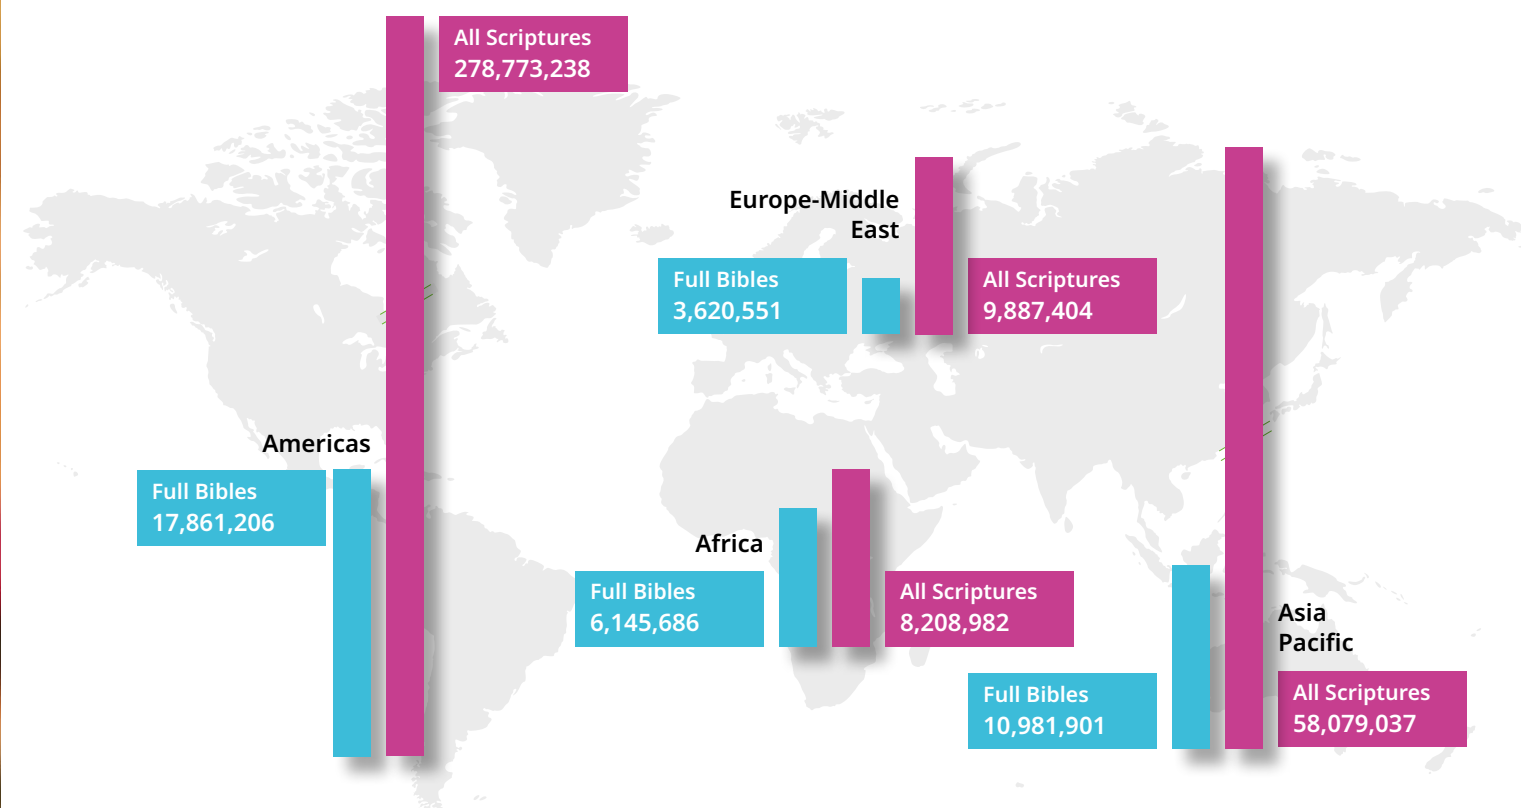 All Scriptures
278,773,238
Americas
Full Bibles
17,861,206
Europe-Middle
East
Full Bibles
3,620,551
All Scriptures
9,887,404
Africa
Full Bibles
6,145,686
All Scriptures
8,208,982
Asia
Pacific
Full Bibles
10,981,901
All Scriptures
58,079,037